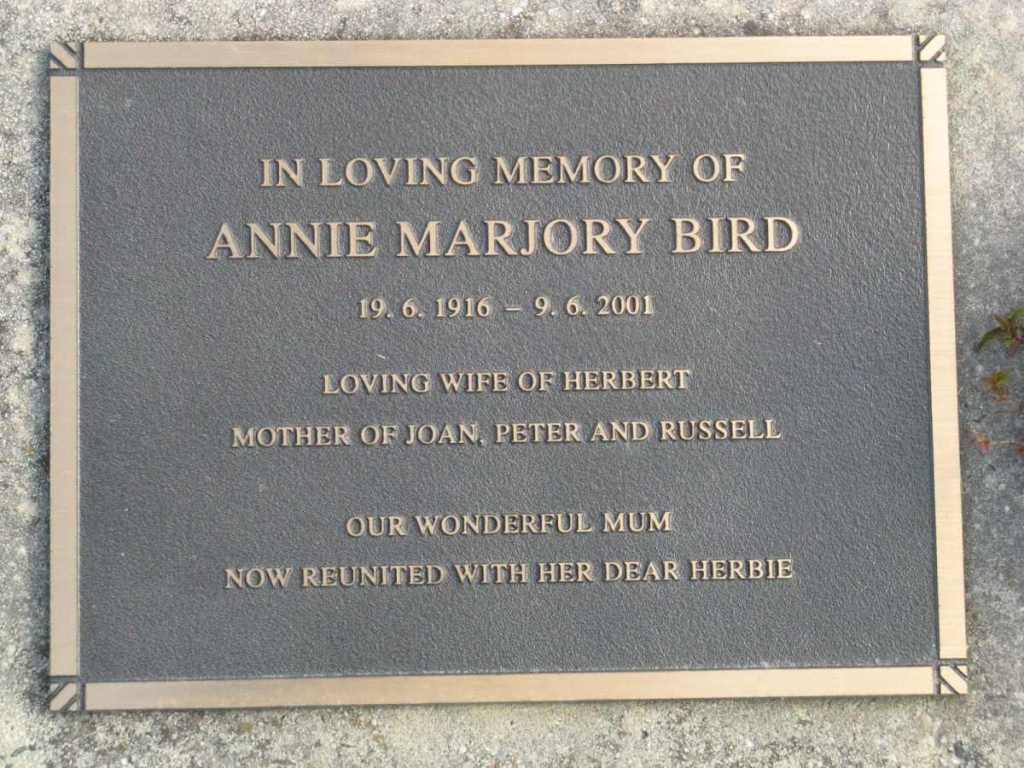 IN LOVING MEMORY OF
ANNIE MARJORY BIRD
19. 6. 1916 – 9. 6. 2001
LOVING WIFE OF HERBERT
MOTHER OF JOAN, PETER AND RUSSELL
OUR WONDERFUL MUM
NOW REUNITED WITH HER DEAR HERBIE